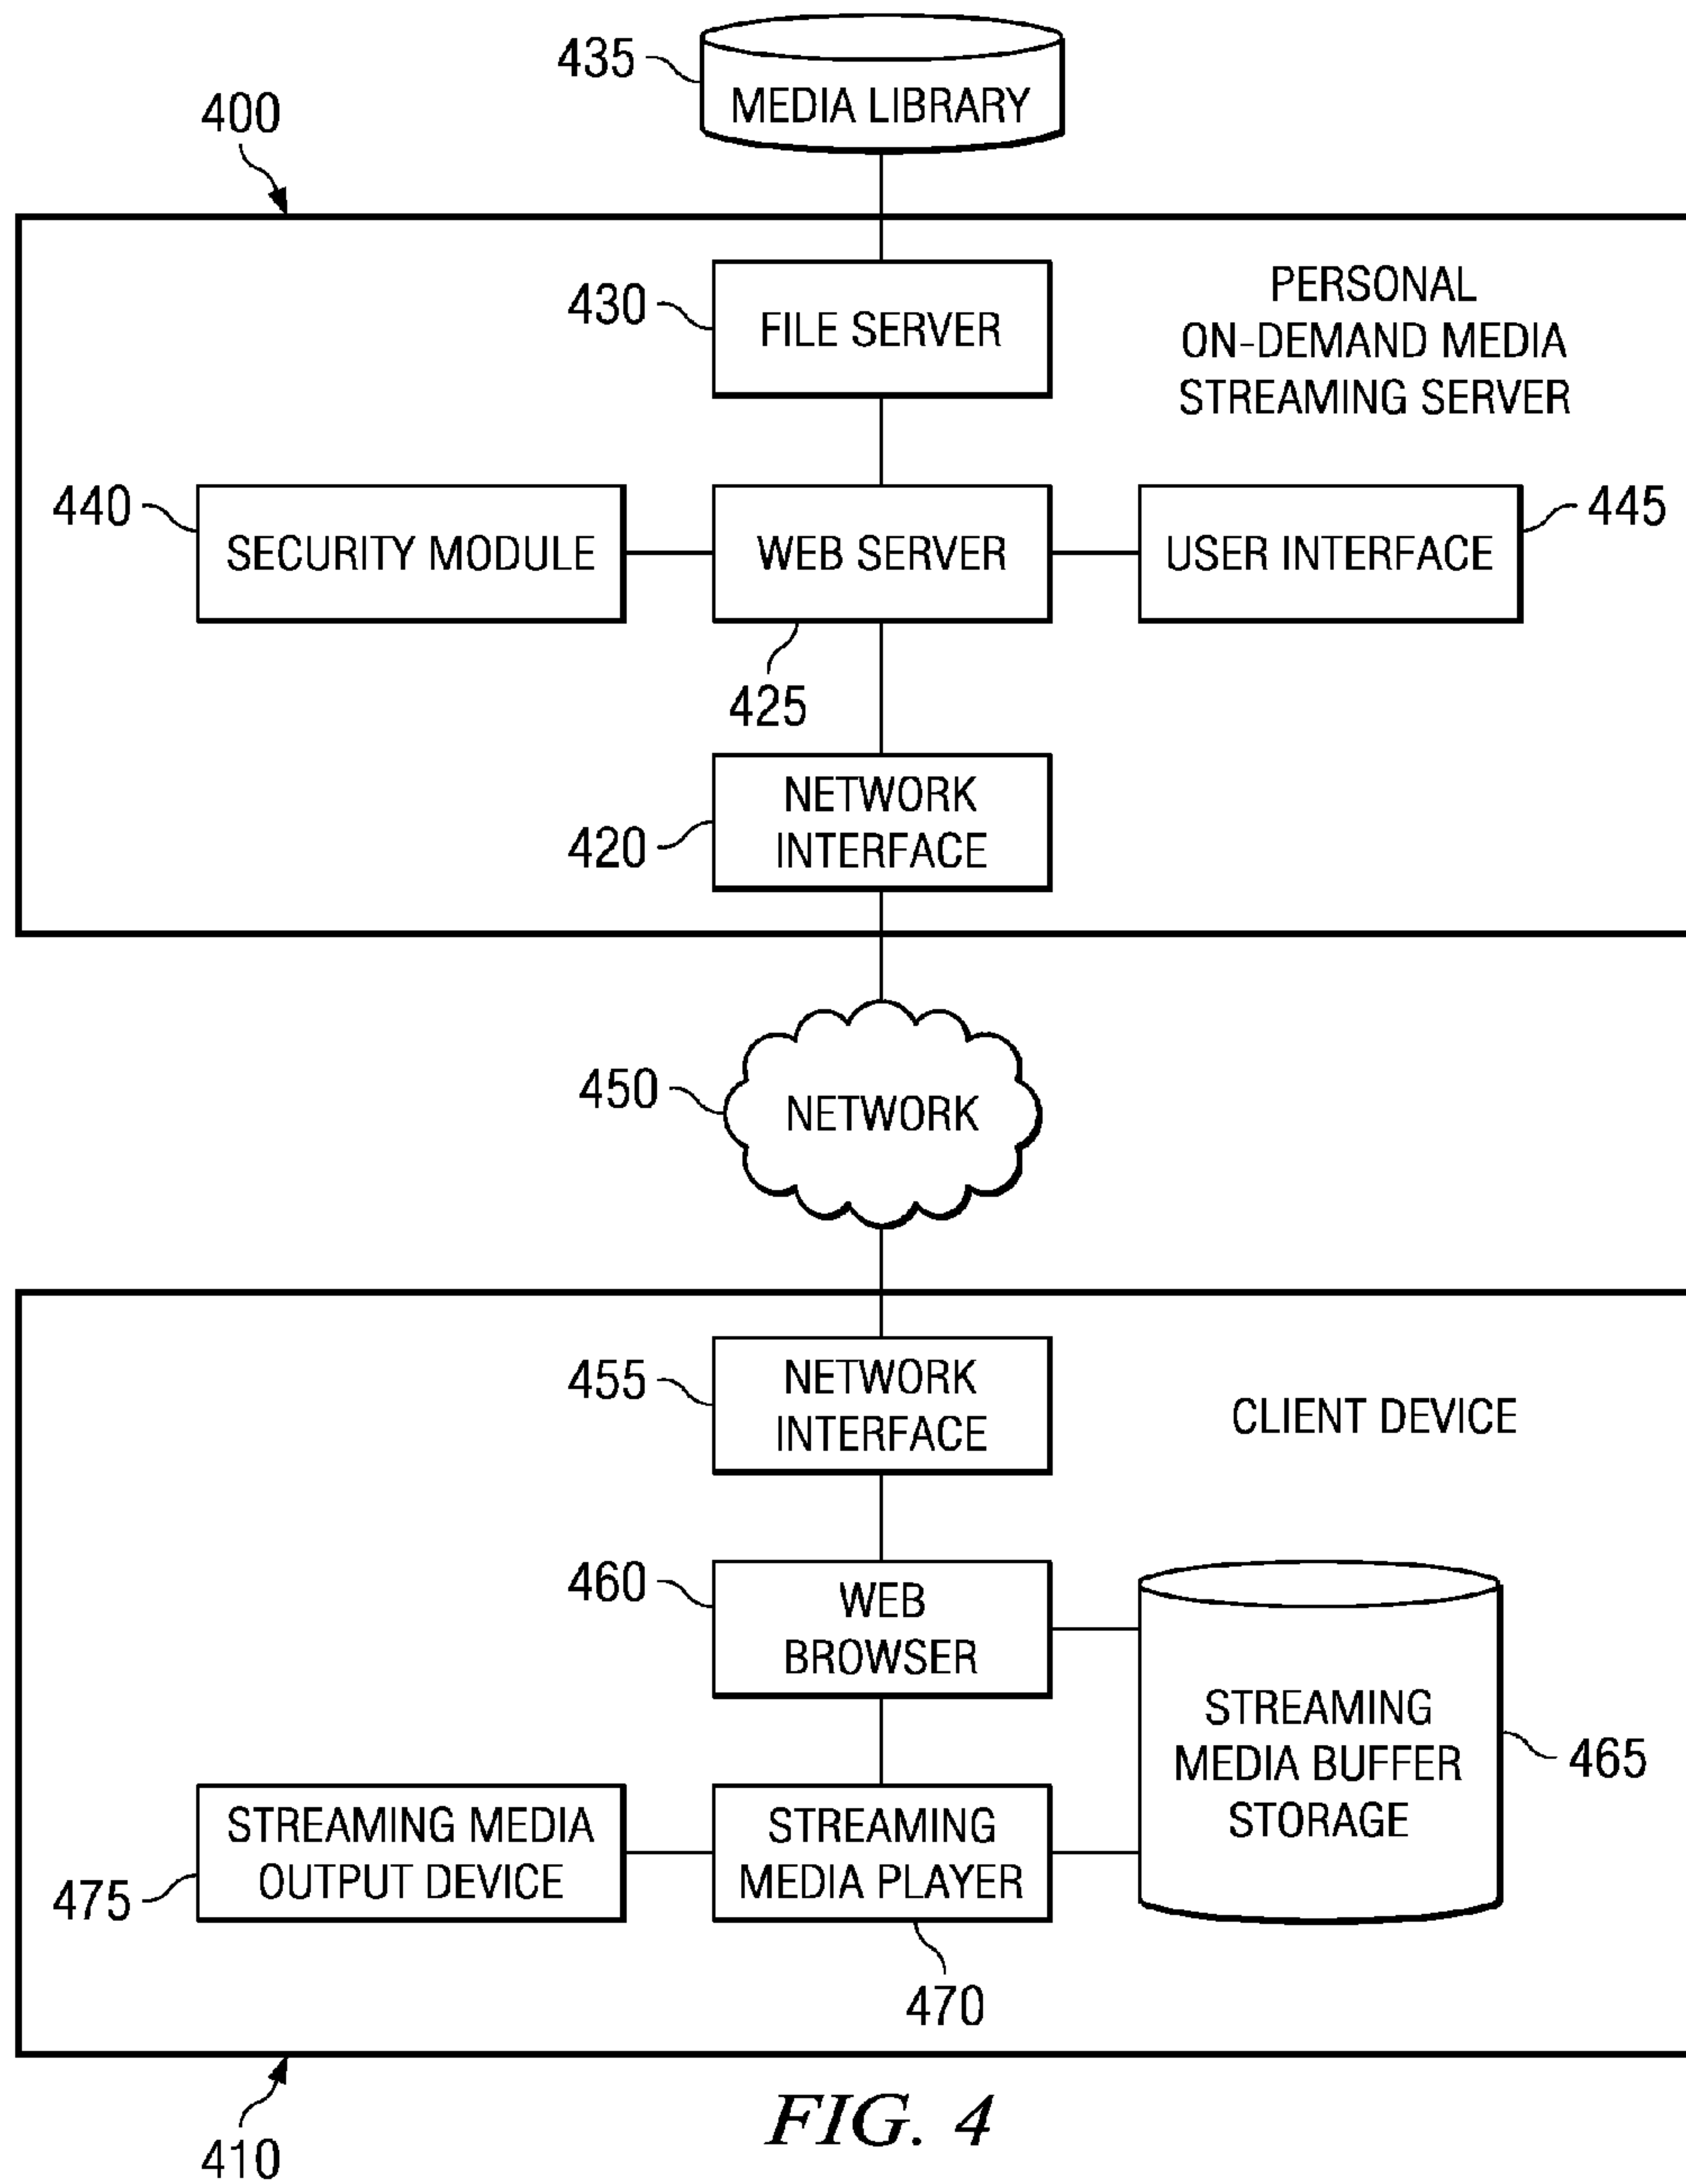 435
MEDIA LIBRARY
400
430
FILE SERVER
PERSONAL
ON-DEMAND MEDIA
STREAMING SERVER
440
SECURITY MODULE
WEB SERVER
USER INTERFACE
445
425
420
NETWORK
INTERFACE
450
NETWORK
455
NETWORK
INTERFACE
CLIENT DEVICE
460
WEB
BROWSER
STREAMING
MEDIA BUFFER
STORAGE
465
475
STREAMING MEDIA
OUTPUT DEVICE
STREAMING
MEDIA PLAYER
470
410
FIG. 4